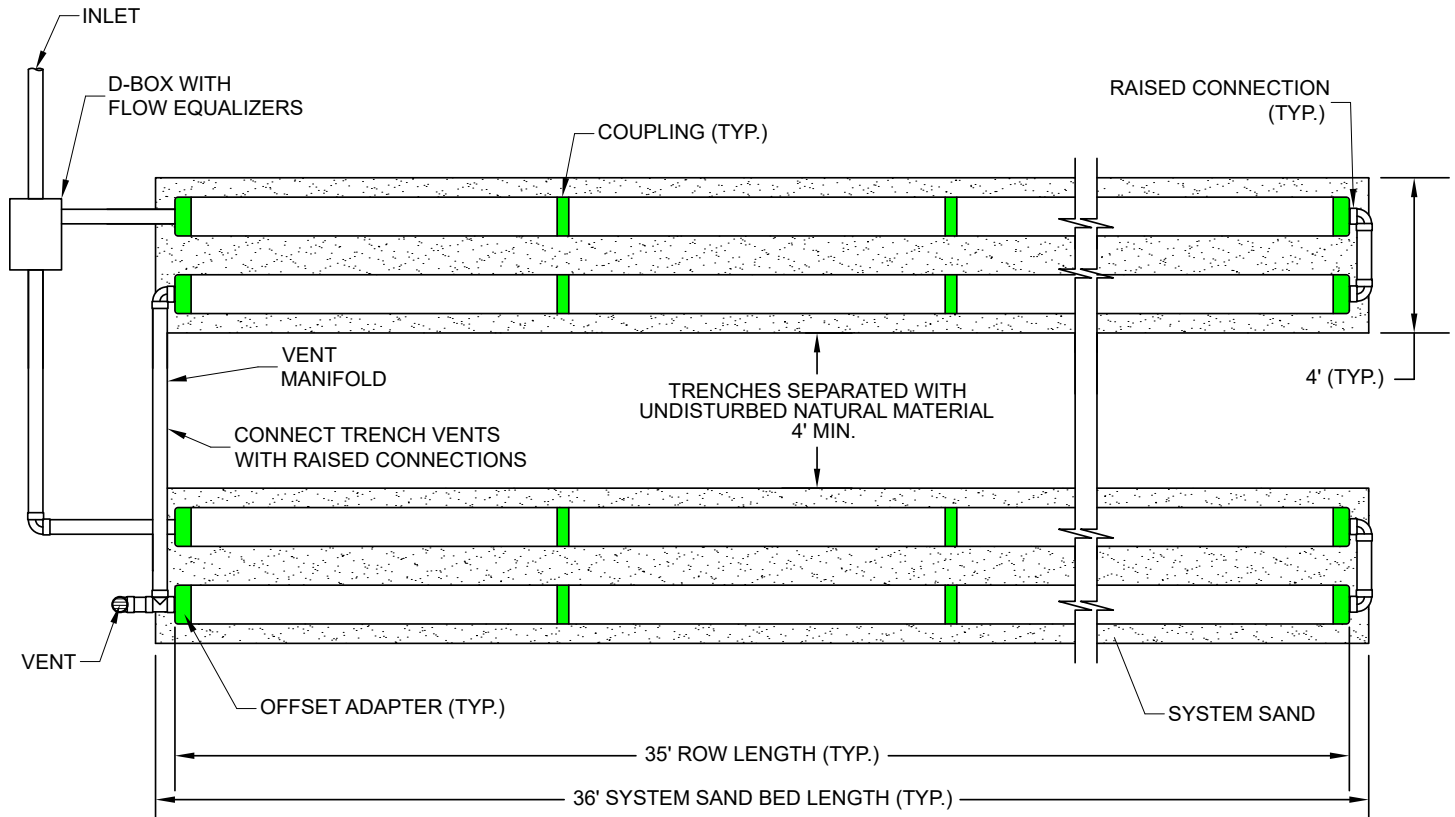 INLET
D-BOX WITH
FLOW EQUALIZERS
RAISED CONNECTION
(TYP.)
COUPLING (TYP.)
VENT
MANIFOLD
TRENCHES SEPARATED WITH
UNDISTURBED NATURAL MATERIAL
4' MIN.
4' (TYP.)
CONNECT TRENCH VENTS
WITH RAISED CONNECTIONS
VENT
OFFSET ADAPTER (TYP.)
SYSTEM SAND
35' ROW LENGTH (TYP.)
36' SYSTEM SAND BED LENGTH (TYP.)